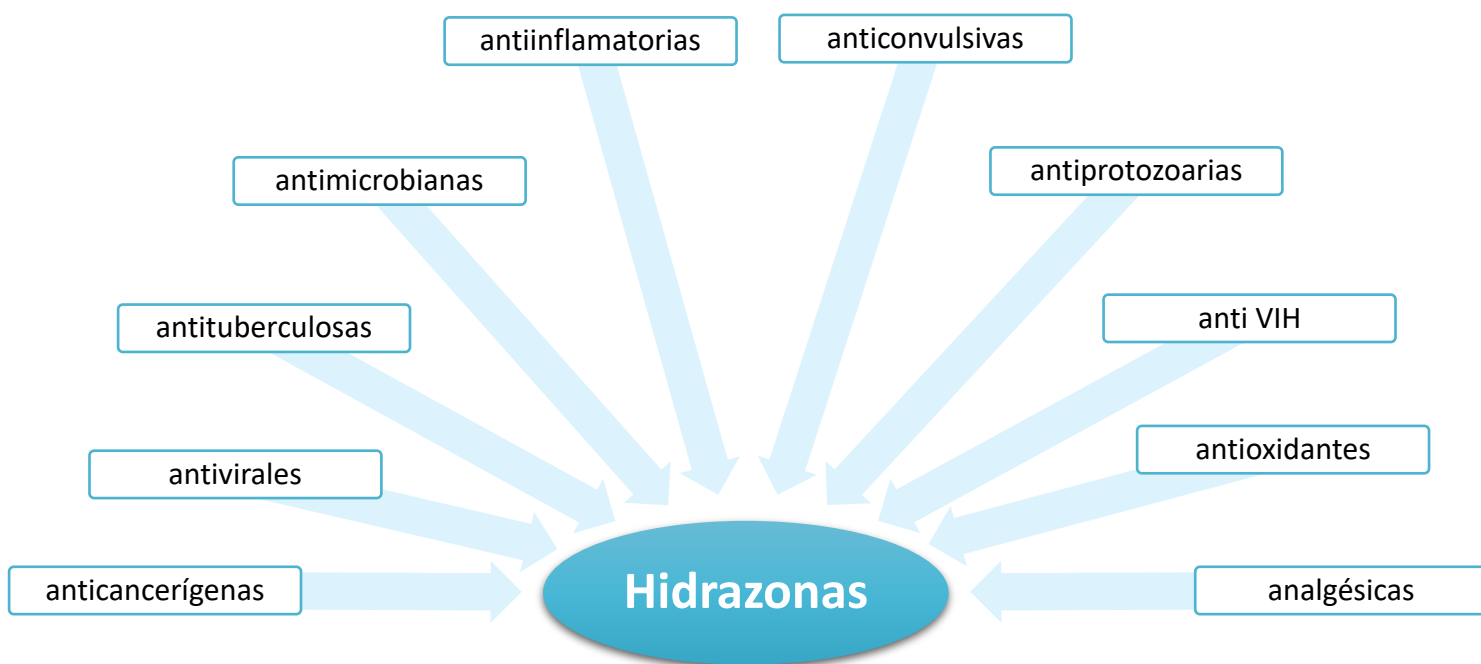 antiinflamatorias
anticonvulsivas
antimicrobianas
antiprotozoarias
antituberculosas
anti VIH
antivirales
antioxidantes
anticancerígenas
Hidrazonas
analgésicas